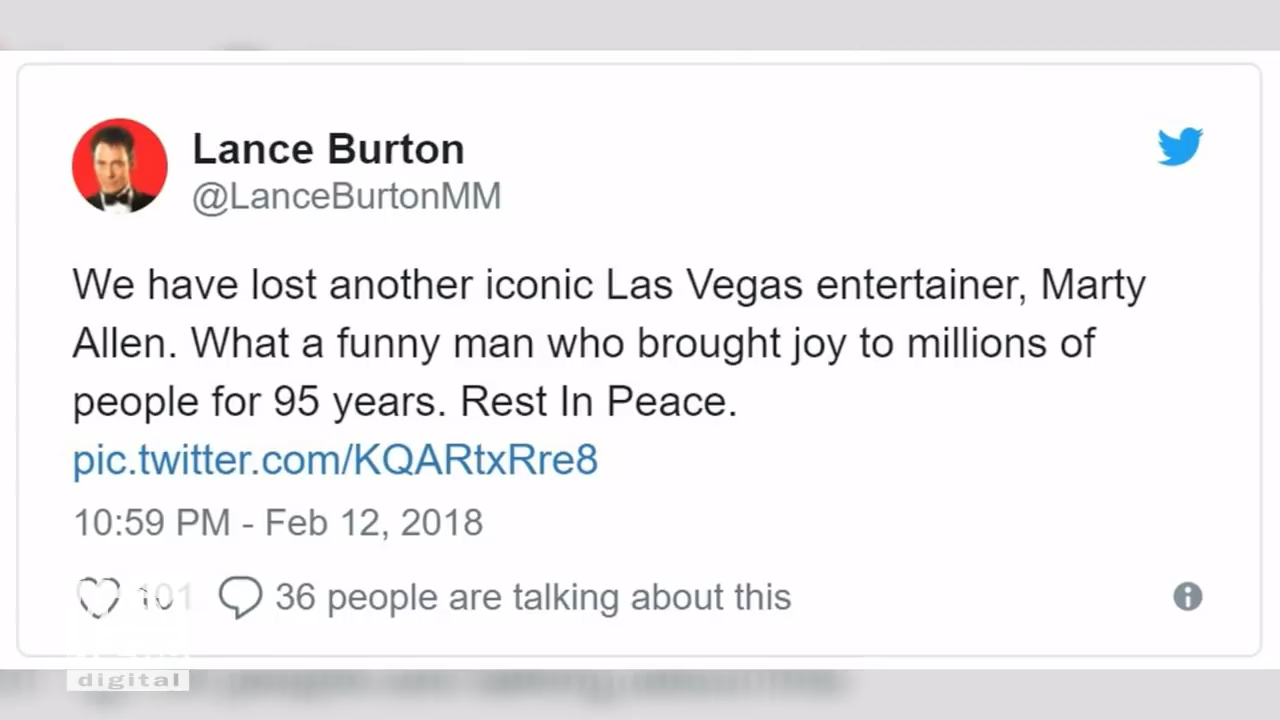 Lance Burton
@LanceBurtonMM
We have lost another iconic Las Vegas entertainer, Marty
Allen. What a funny man who brought joy to millions of
people for 95 years. Rest In Peace.
pic.twitter.com/KQARtxRre8
10:59 PM - Feb 12, 2018
36 people are talking about this
digital